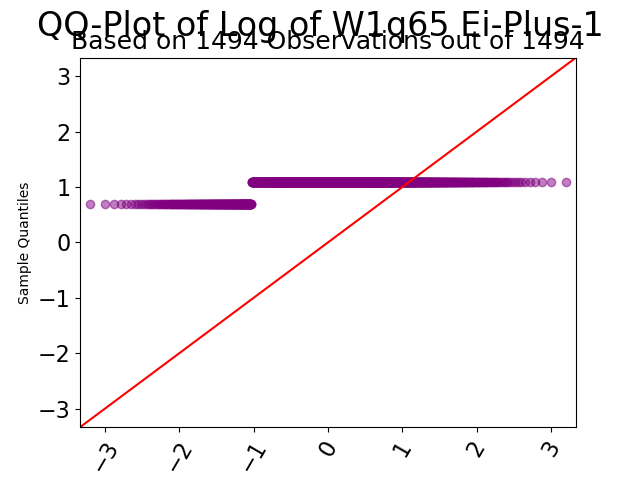 QQ-Plot of Log of W1g65 Ei-Plus-1
Based on 1494 Observations out of 1494
3
2
1
0
−1
−2
−3
Sample Quantiles
−3 −2 −1 0 1 2 3